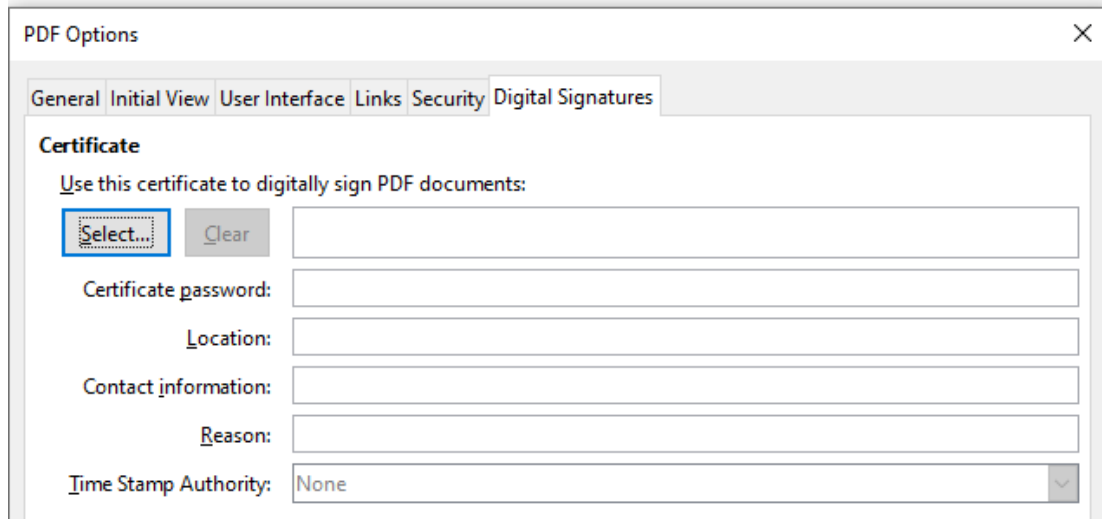 PDF Options
General Initial View User Interface Links Security Digital Signatures
Certificate
Use this certificate to digitally sign PDF documents:
Select... Clear
Certificate password:
Location:
Contact information:
Reason:
Time Stamp Authority: None